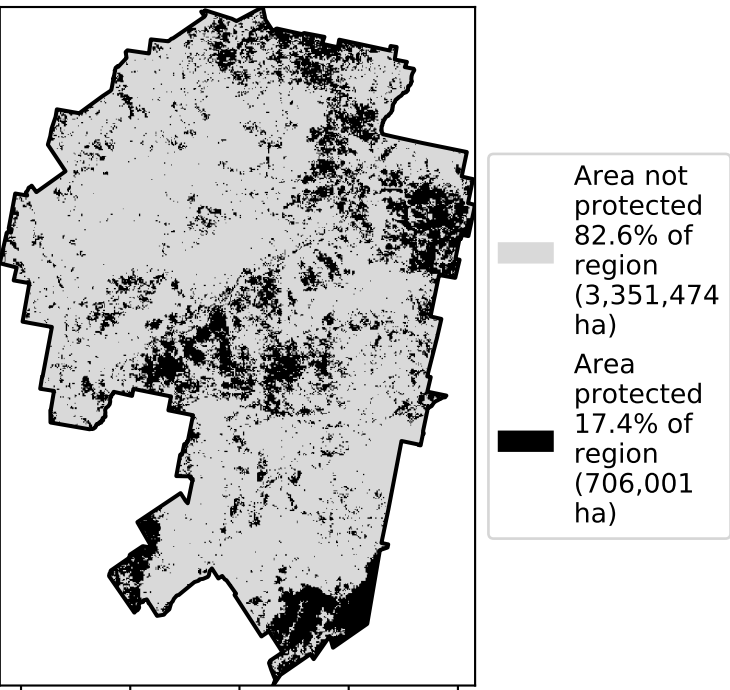 Area not
protected
82.6% of
region
(3,351,474
ha)
Area
protected
17.4% of
region
(706,001
ha)